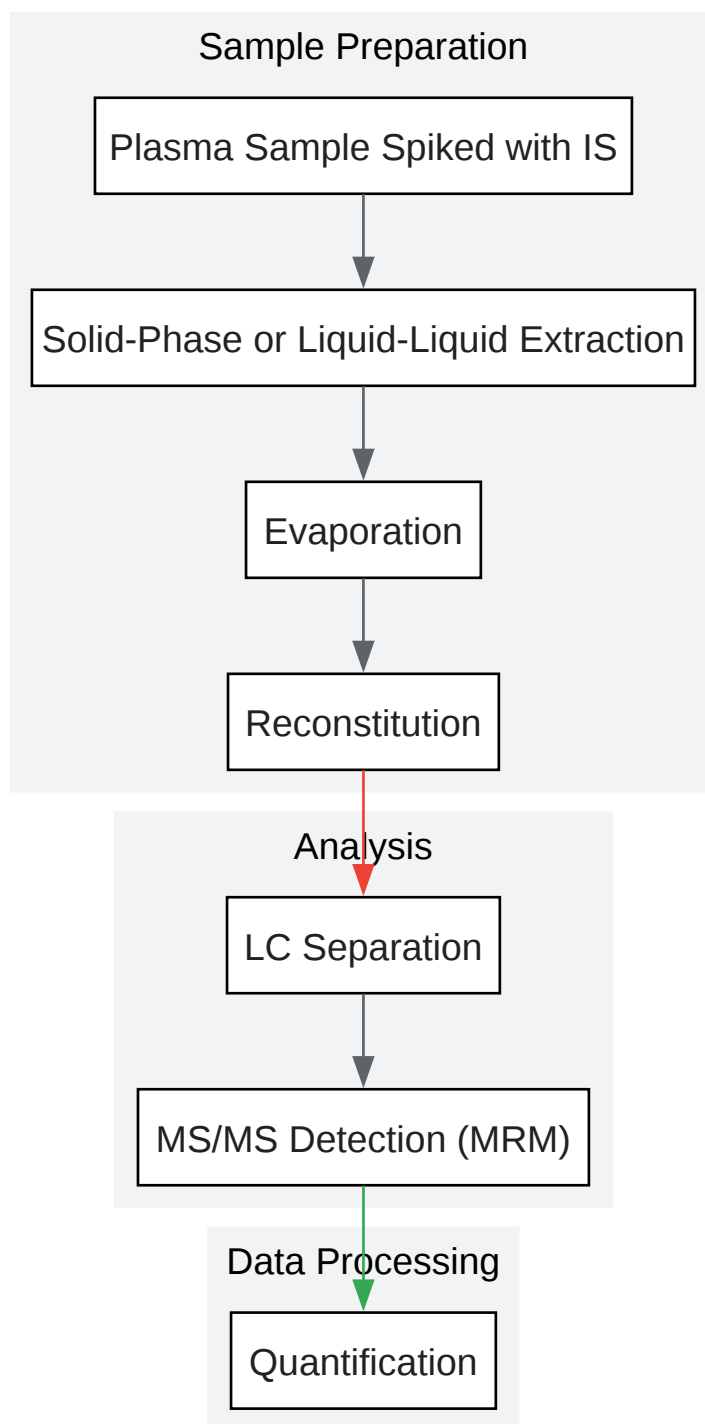 Sample Preparation
Plasma Sample Spiked with IS
Solid-Phase or Liquid-Liquid Extraction
Evaporation
Reconstitution
Analysis
LC Separation
MS/MS Detection (MRM)
Data Processing
Quantification